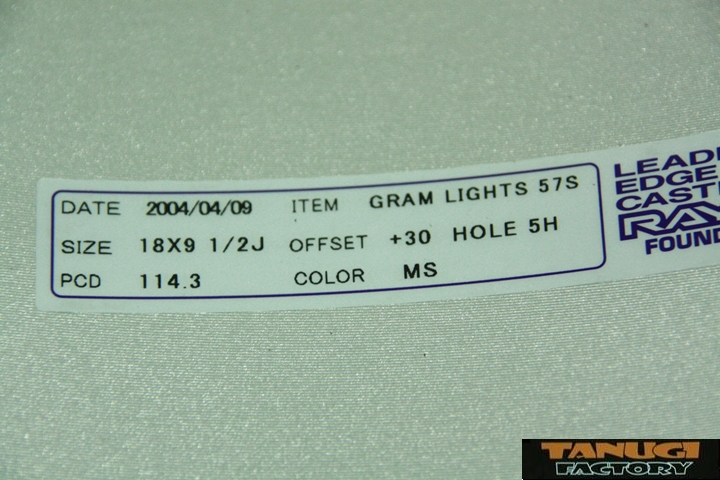 DATE 2004/04/09 ITEM GRAM LIGHTS 57S
SIZE 18X9 1/2J OFFSET +30 HOLE 5H
PCD 114.3 COLOR MS
EDGE
TANUGI
FACTORY